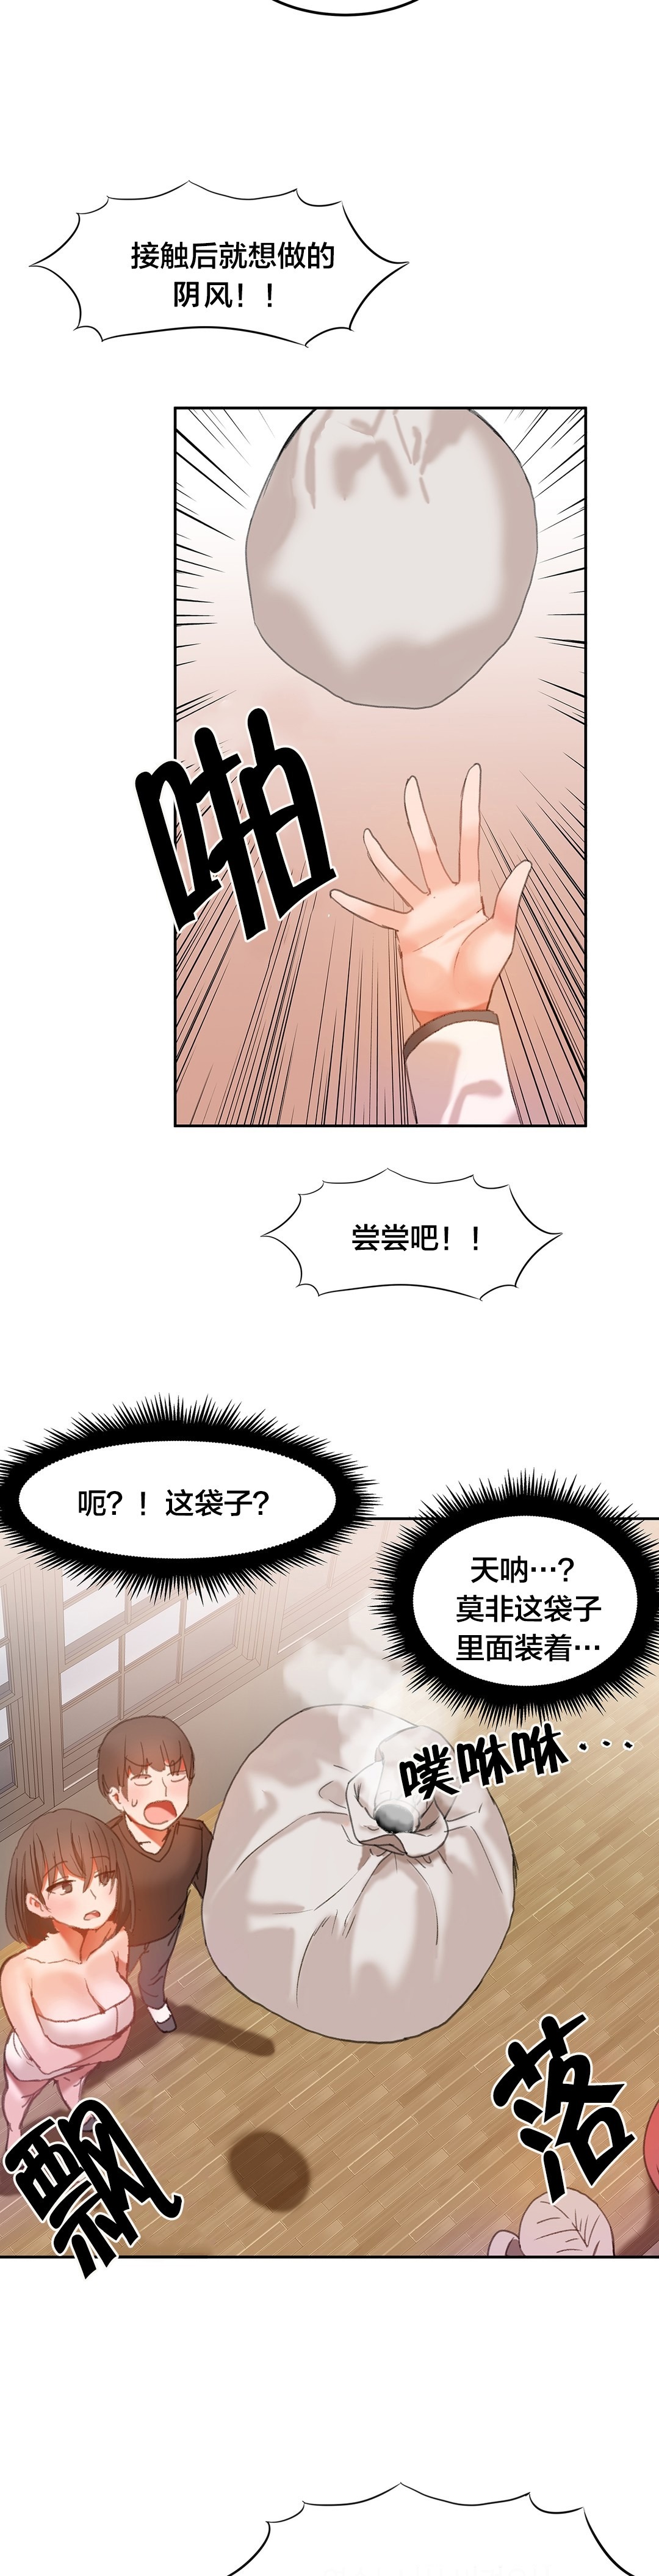 接触后就想做的
阴风！！
啪
尝尝吧！！
呃？！这袋子？
天呐…？
莫非这袋子
里面装着…
噗咻咻…
落
飘